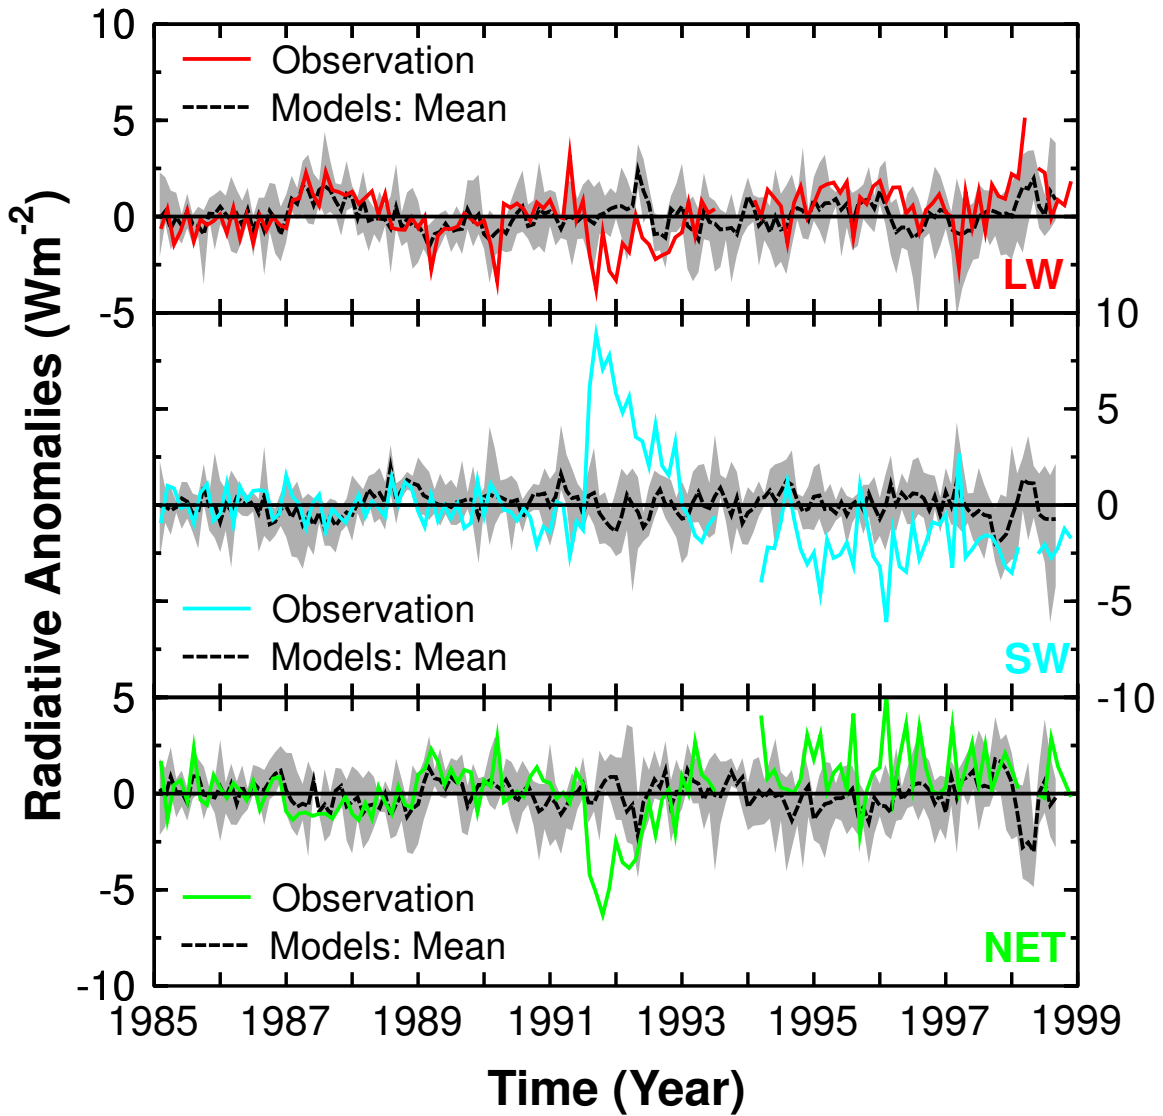 10
Observation
Models: Mean
5
0
LW
-5
10
5
0
Observation
-5
Models: Mean
SW
5
-10
0
-5
Observation
Models: Mean
NET
-10
1985 1987 1989 1991 1993 1995 1997 1999
Time (Year)
Radiative Anomalies (Wm-2)